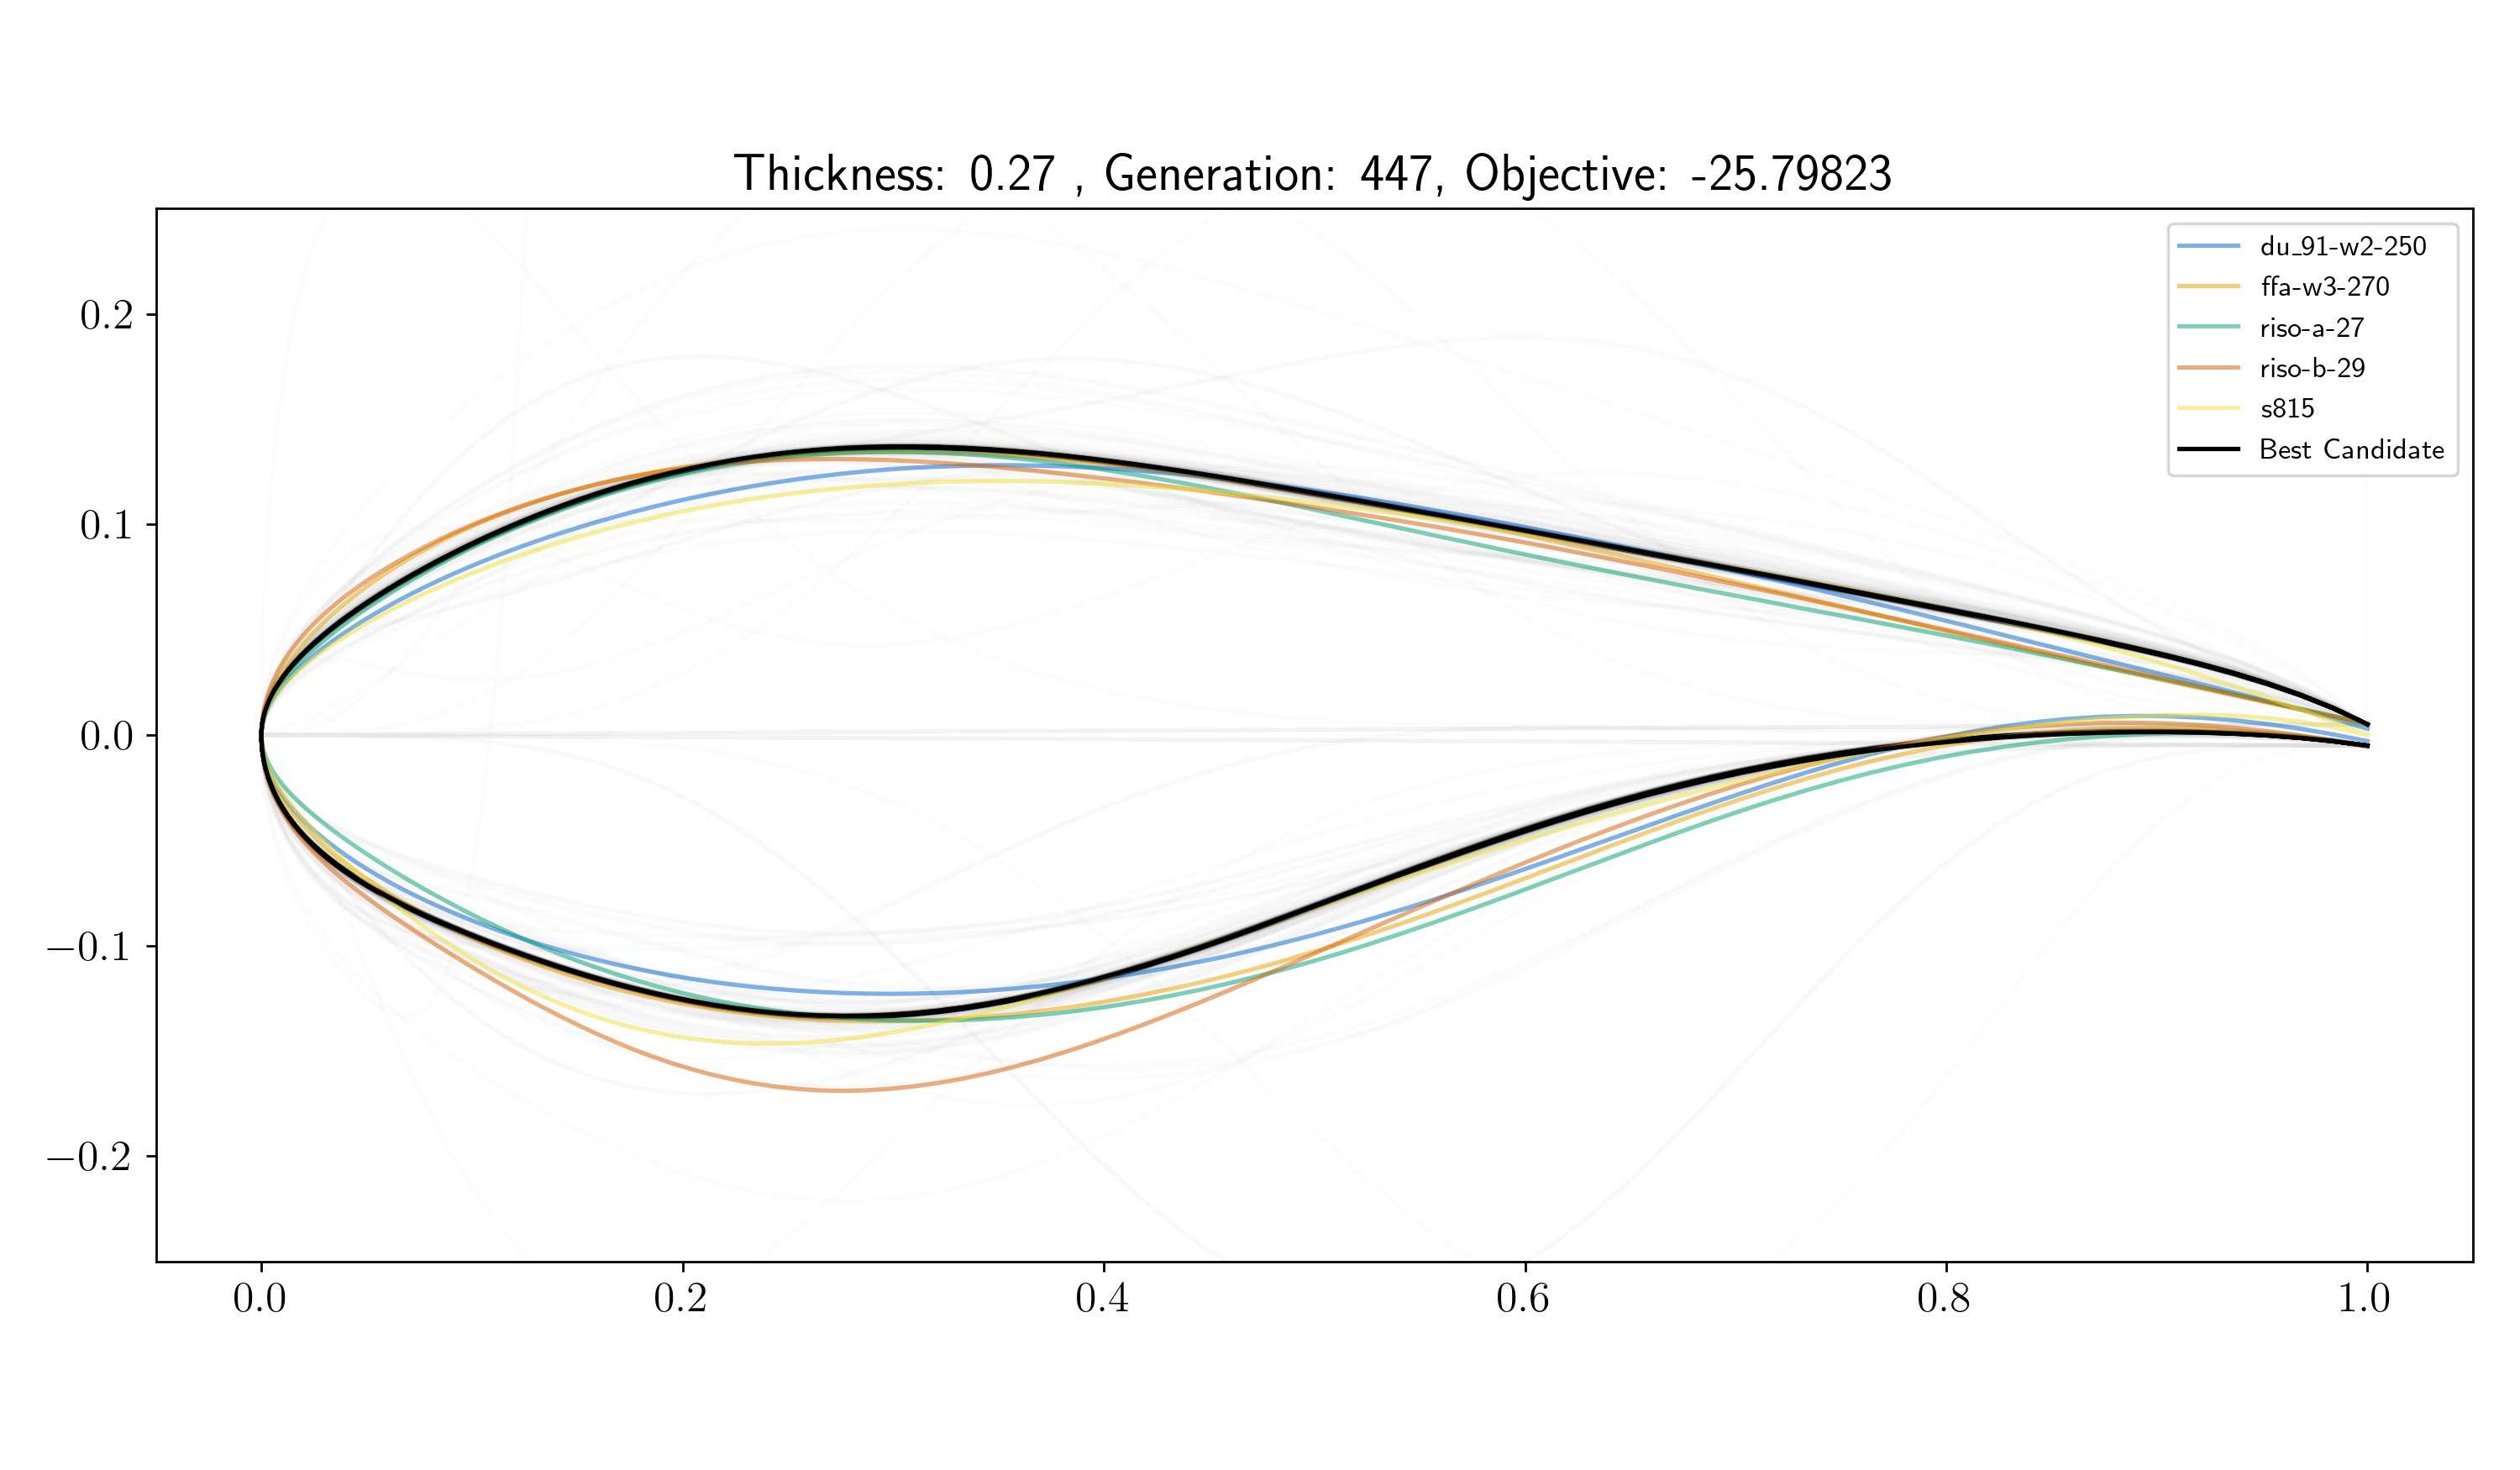 Thickness: 0.27 , Generation: 447, Objective: -25.79823
du_91-w2-250
ffa-w3-270
riso-a-27
riso-b-29
s815
Best Candidate
0.2
0.1
0.0
−0.1
−0.2
0.0 0.2 0.4 0.6 0.8 1.0